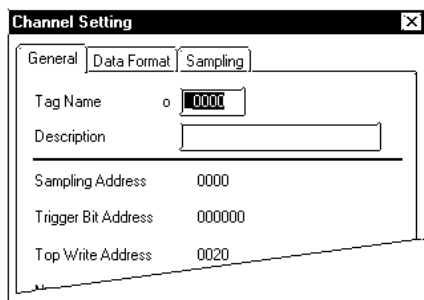 Channel Setting
General Data Format Sampling
Tag Name o 0000
Description
Sampling Address 0000
Trigger Bit Address 000000
Top Write Address 0020